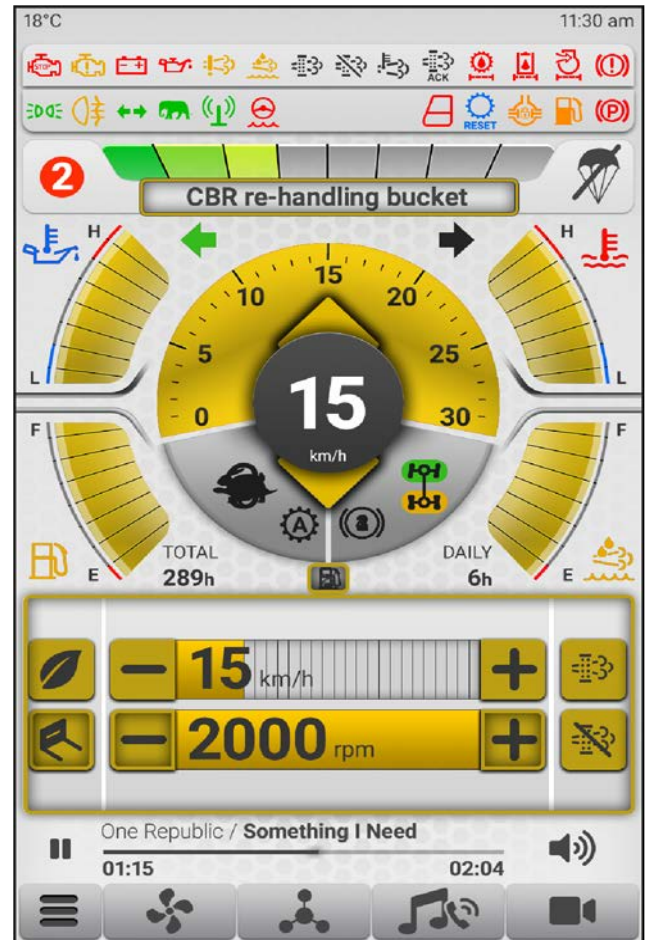 18°C 11:30 am
STOP
ACK
RESET
2
CBR re-handling bucket
H H
15
10 20
5 25
L L
15
0 30
km/h
F F
A
TOTAL DAILY
289h 6h
E E
15 km/h
2000 rpm
One Republic / Something I Need
01:15 02:04